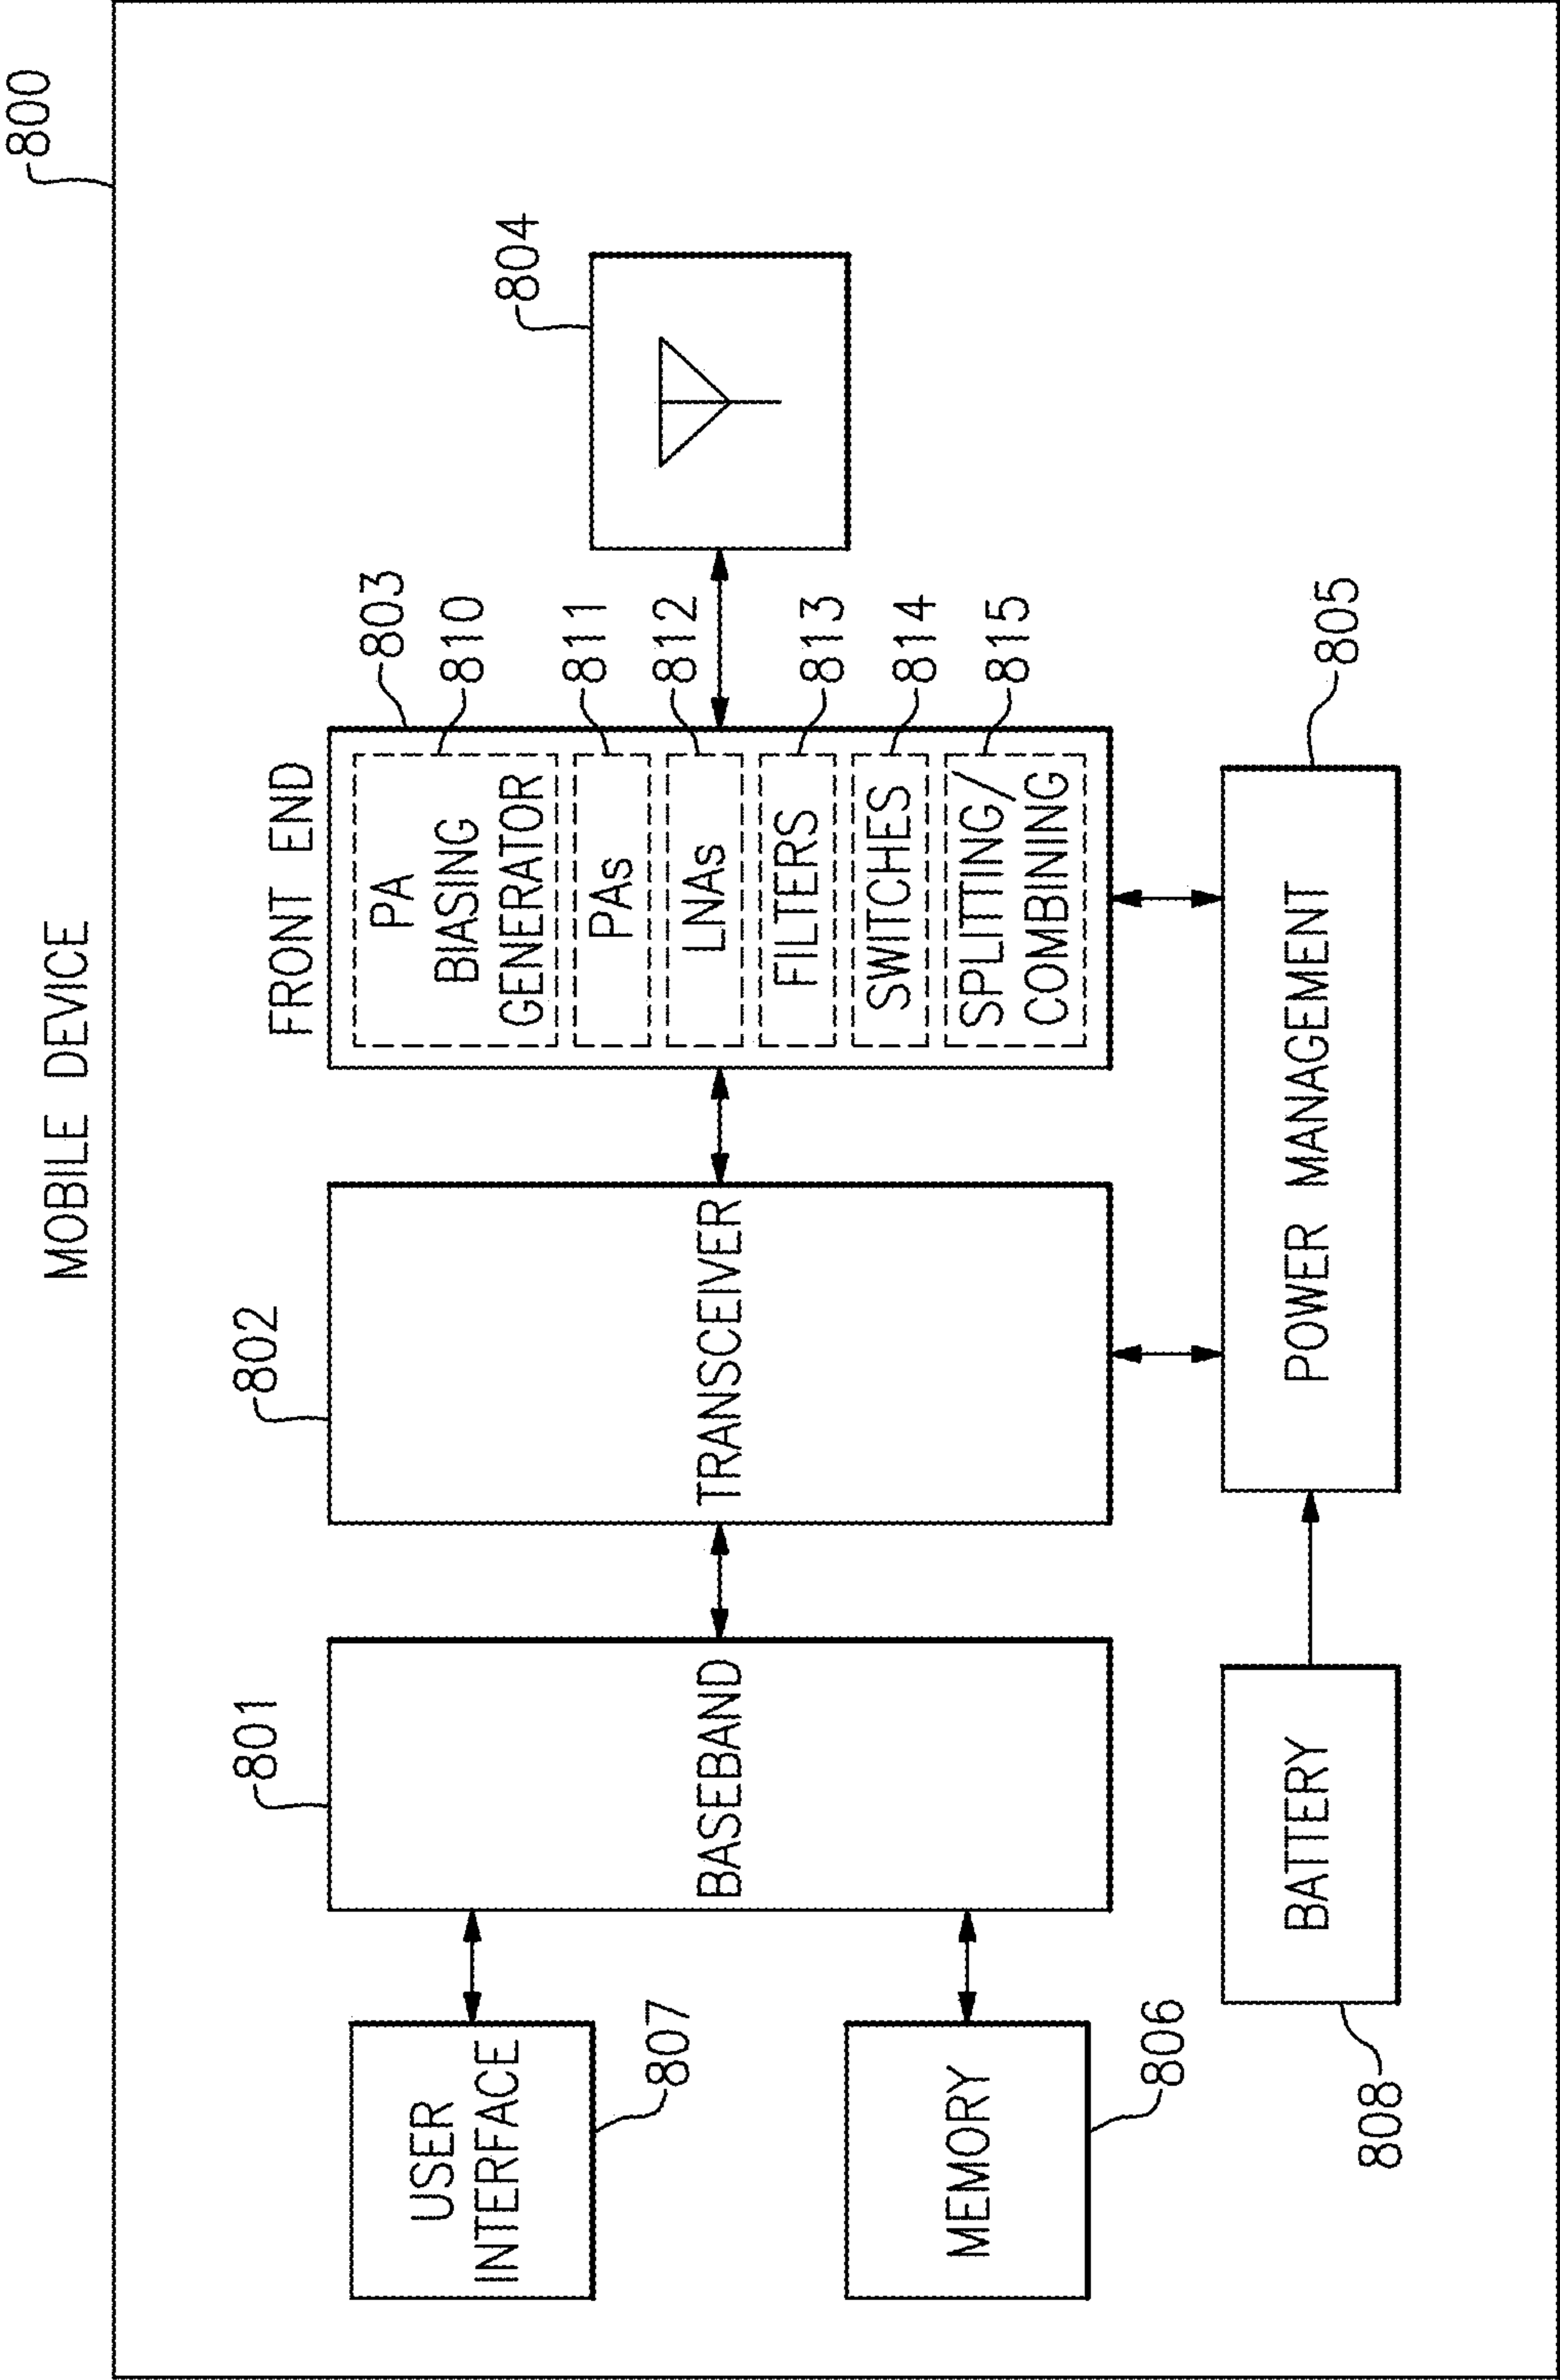 MOBILE DEVICE
800
FRONT END
801
802
803
804
USER
INTERFACE
807
BASEBAND
TRANSCEIVER
PA
BIASING
GENERATOR
810
PAs
811
LNAs
812
FILTERS
813
SWITCHES
814
SPLITTING/
COMBINING
815
MEMORY
806
BATTERY
808
POWER MANAGEMENT
805